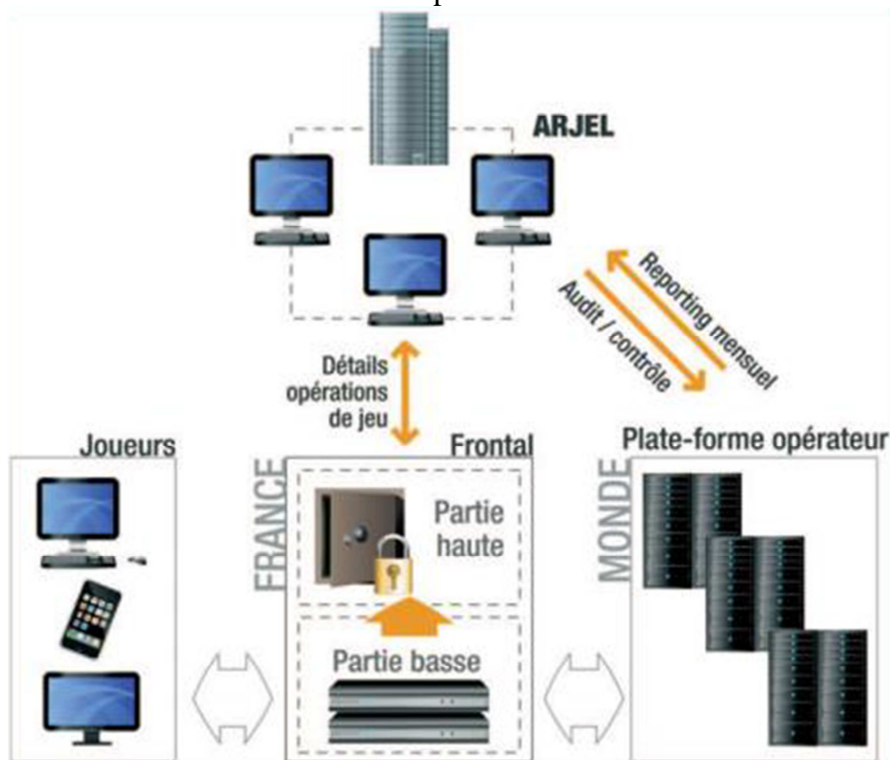 ARJEL
Reporting mensuel
Audit / contrôle
Détails
opérations
de jeu
Joueurs
Frontal
Plate-forme opérateur
FRANCE
Partie
haute
Partie basse
MONDE